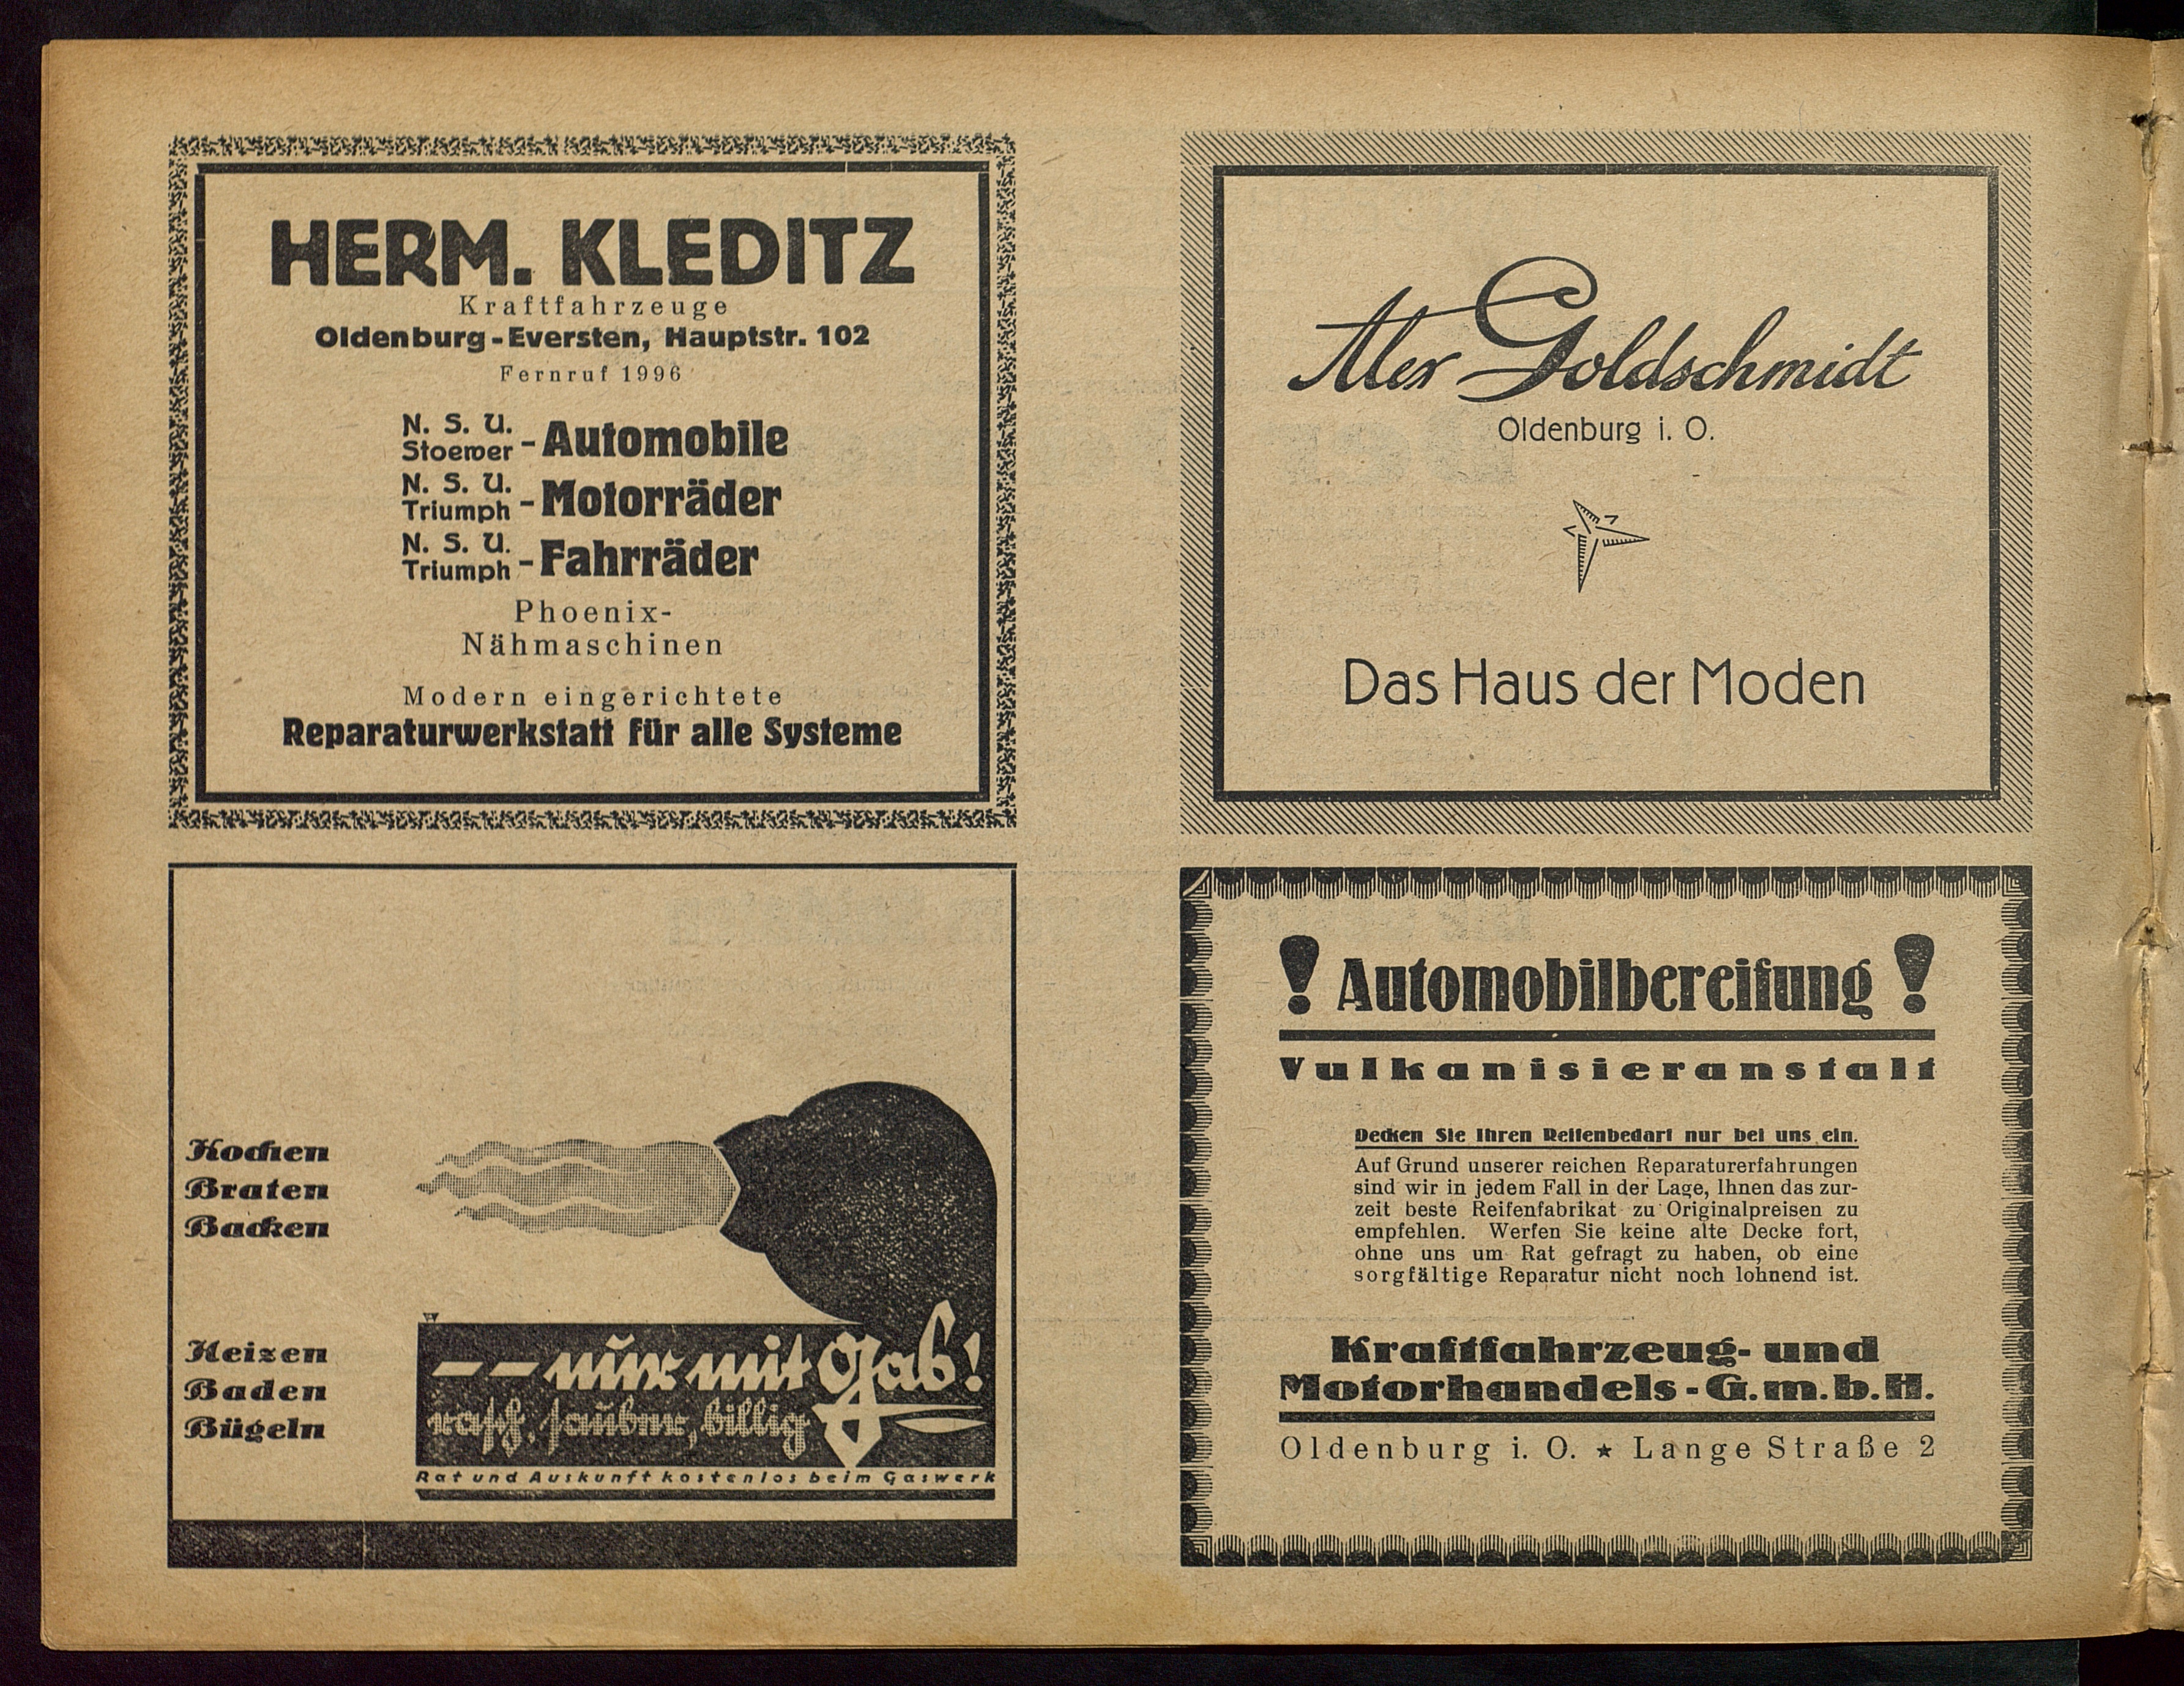 HERM. KLEDITZ
Kraftfahrzeuge
Oldenburg-Eversten, Hauptstr. 102
Fernruf 1996
N. S. U.
Stoewer - Automobile
N. S. U.
Triumph - Motorräder
N. S. U.
Triumph - Fahrräder
Phoenix-
Nähmaschinen
Modern eingerichtete
Reparaturwerkstatt für alle Systeme
Alex Goldschmidt
Oldenburg i. O.
Das Haus der Moden
Kochen
Braten
Backen
Heizen
Baden
Bügeln
— — nur mit Gas!
rasch, sauber, billig
Rat und Auskunft kostenlos beim Gaswerk
! Automobilbereifung !
Vulkanisieranstalt
Decken Sie Ihren Reifenbedarf nur bei uns ein.
Auf Grund unserer reichen Reparaturerfahrungen
sind wir in jedem Fall in der Lage, Ihnen das zur-
zeit beste Reifenfabrikat zu Originalpreisen zu
empfehlen. Werfen Sie keine alte Decke fort,
ohne uns um Rat gefragt zu haben, ob eine
sorgfältige Reparatur nicht noch lohnend ist.
Kraftfahrzeug- und
Motorhandels-G.m.b.H.
Oldenburg i. O. ★ Lange Straße 2